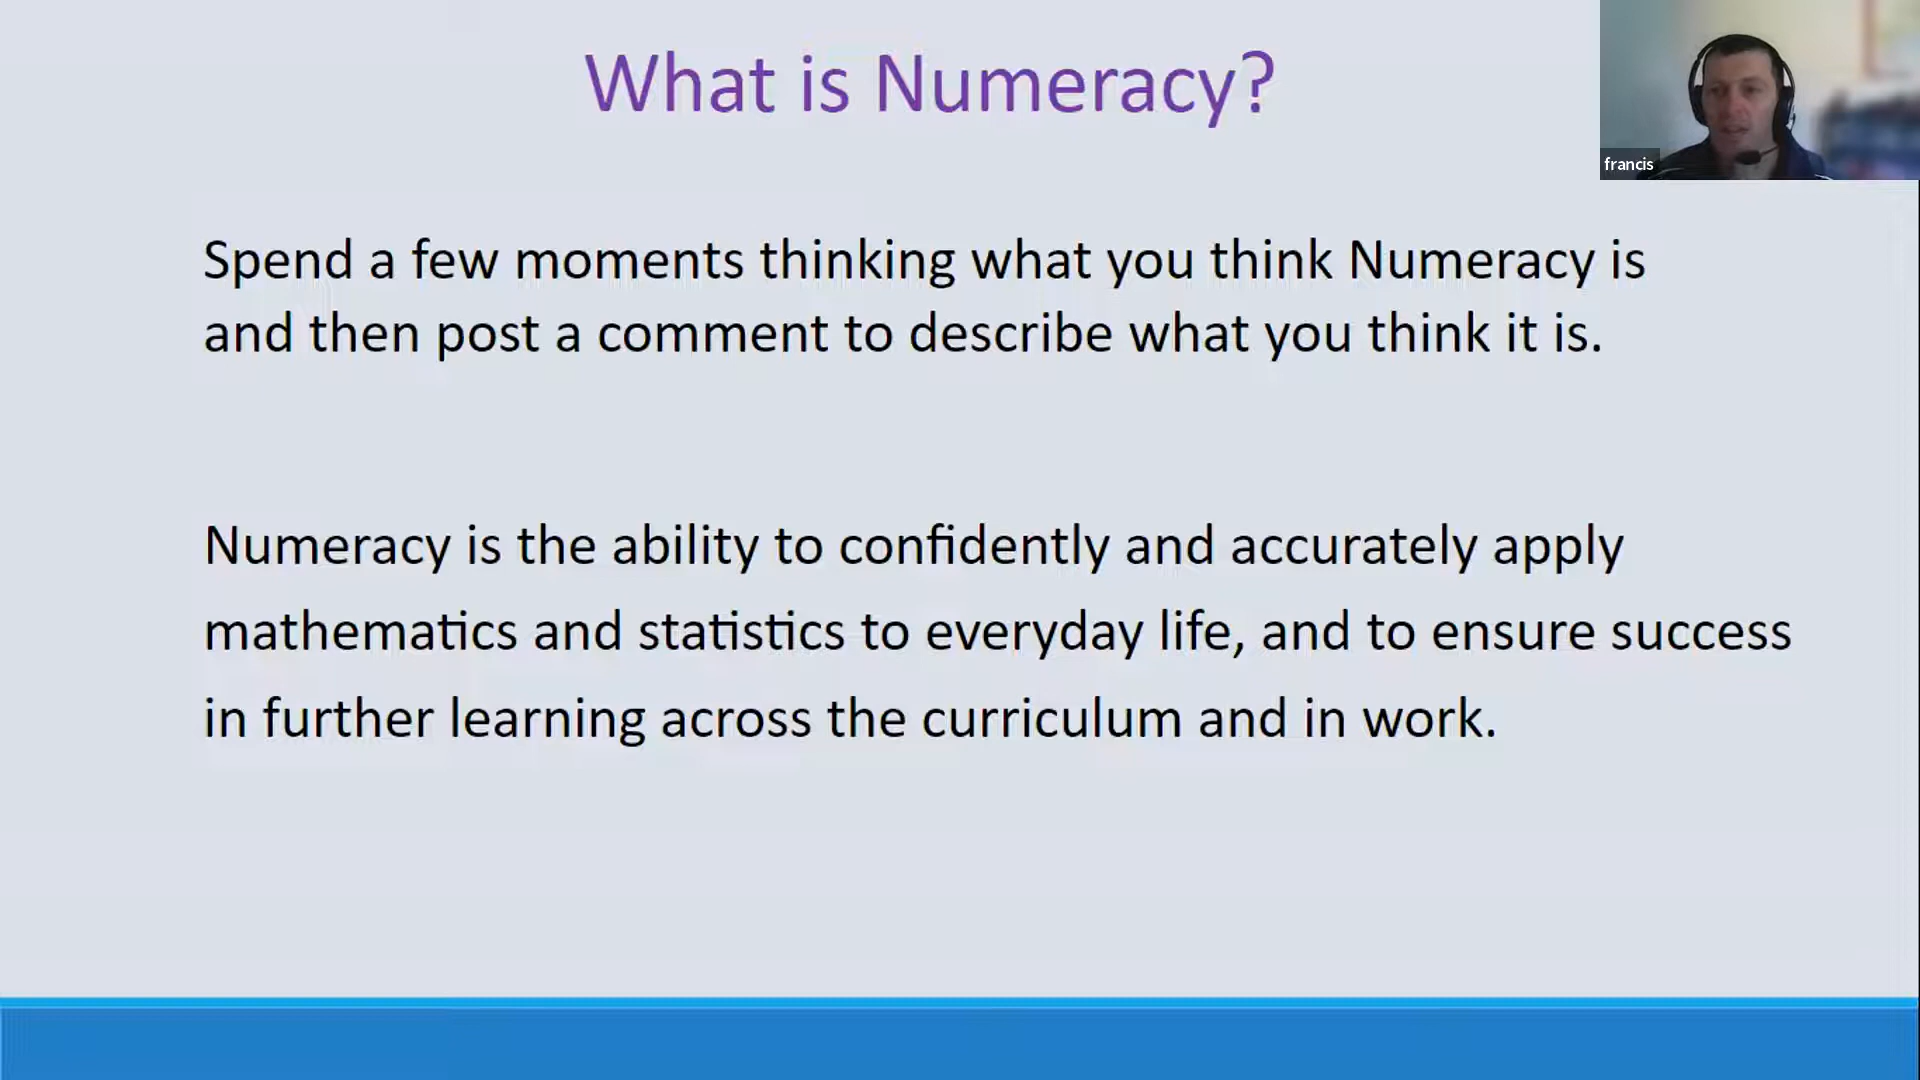 What is Numeracy?
francis
Spend a few moments thinking what you think Numeracy is
and then post a comment to describe what you think it is.
Numeracy is the ability to confidently and accurately apply
mathematics and statistics to everyday life, and to ensure success
in further learning across the curriculum and in work.